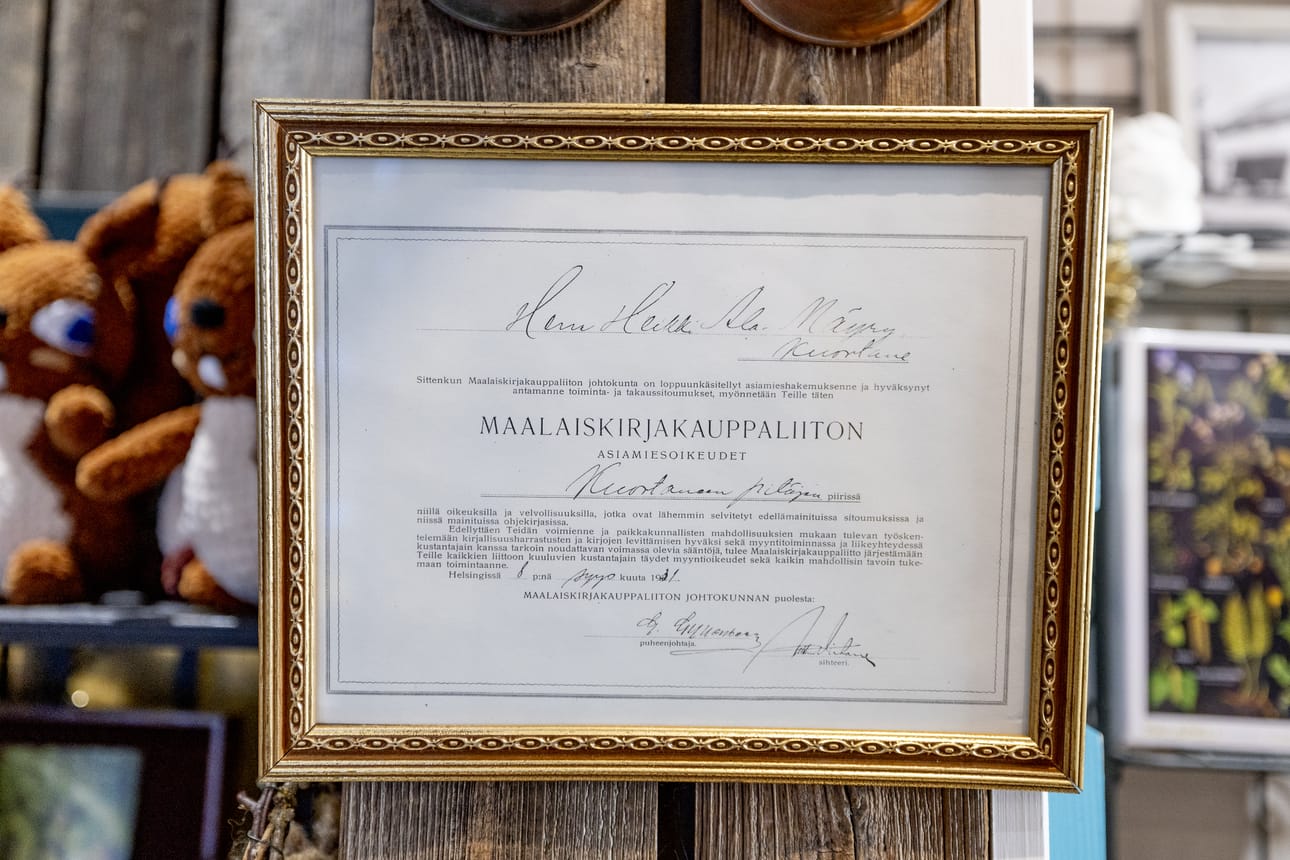 Herra Heikki Ala-Mäyry
Kuortane
Sittenkun Maalaiskirjakauppaliiton johtokunta on loppuunkäsitellyt asiamieshakemuksenne ja hyväksynyt
antamanne toiminta- ja takaussitoumukset, myönnetään Teille täten
MAALAISKIRJAKAUPPALIITON
ASIAMIESOIKEUDET
Kuortaneen pitäjän piirissä
niillä oikeuksilla ja velvollisuuksilla, jotka ovat lähemmin selvitetyt edellämainituissa sitoumuksissa ja
niissä mainituissa ohjekirjasissa.
Edellyttäen Teidän voimienne ja paikkakunnallisten mahdollisuuksien mukaan tulevan työsken-
telemään kirjallisuusharrastusten ja kirjojen levittämisen hyväksi sekä myyntitoiminnassa ja liikeyhteydessä
kustantajain kanssa tarkoin noudattavan voimassa olevia sääntöjä, tulee Maalaiskirjakauppaliitto järjestämään
Teille kaikkien liittoon kuuluvien kustantajain täydet myyntioikeudet sekä kaikin mahdollisin tavoin tuke-
maan toimintaanne.
Helsingissä 8 p:nä syys kuuta 1931.
MAALAISKIRJAKAUPPALIITON JOHTOKUNNAN puolesta:
puheenjohtaja.
sihteeri.